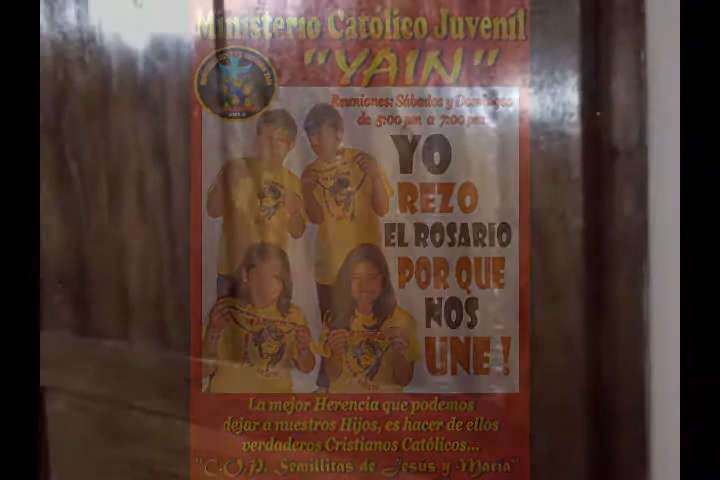 Ministerio Católico Juvenil
"YAIN"
Reuniones: Sábados y Domingos
de 5:00 pm a 7:00 pm
YO
REZO
EL ROSARIO
POR QUE
NOS
UNE !
La mejor Herencia que podemos
dejar a nuestros Hijos, es hacer de ellos
verdaderos Cristianos Católicos...
"C.O.P. Semillitas de Jesús y María"